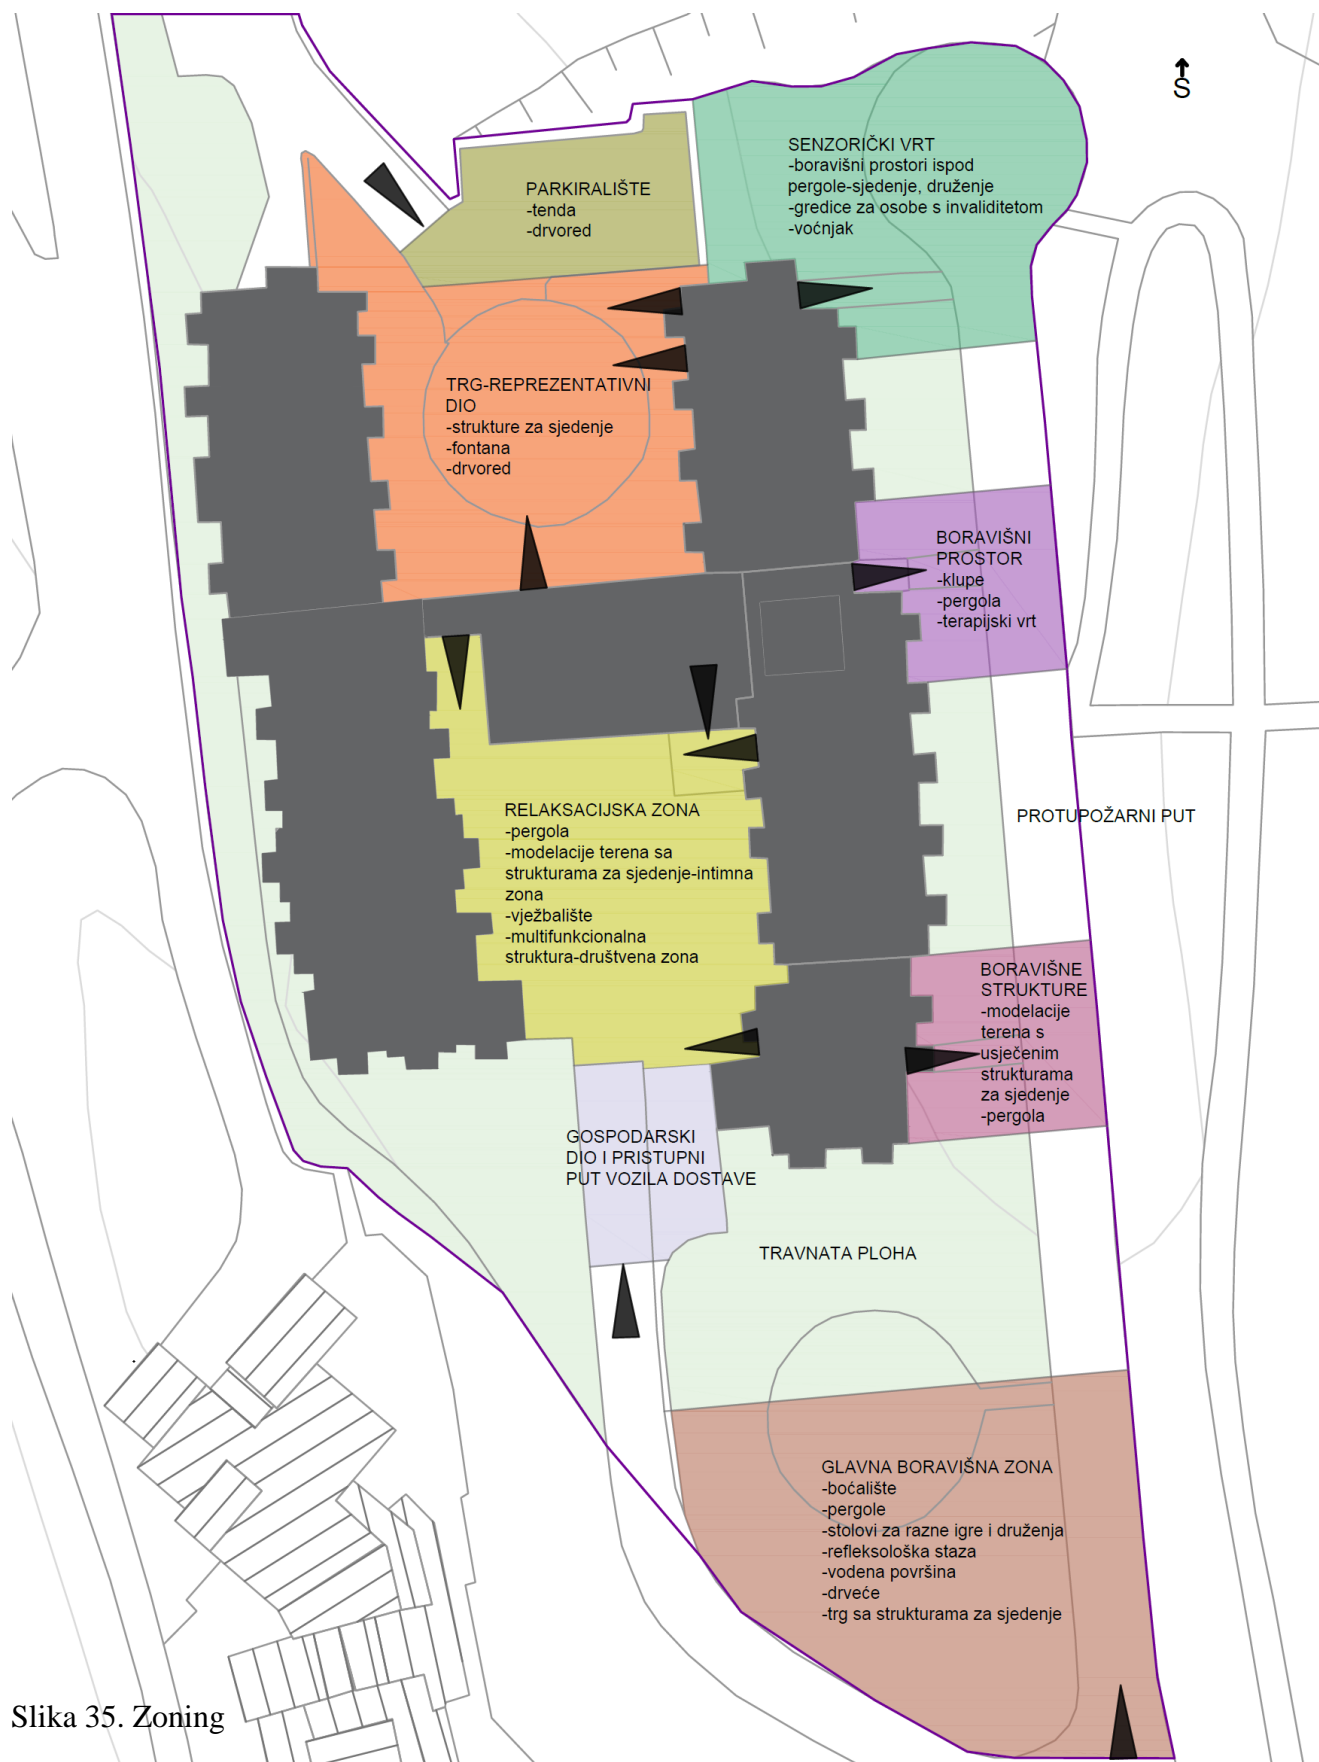 S
SENZORIČKI VRT
-boravišni prostori ispod
pergole-sjedenje, druženje
-gredice za osobe s invaliditetom
-voćnjak
PARKIRALIŠTE
-tenda
-drvored
TRG-REPREZENTATIVNI
DIO
-strukture za sjedenje
-fontana
-drvored
BORAVIŠNI
PROSTOR
-klupe
-pergola
-terapijski vrt
RELAKSACIJSKA ZONA
-pergola
-modelacije terena sa
strukturama za sjedenje-intimna
zona
-vježbalište
-multifunkcionalna
struktura-društvena zona
PROTUPOŽARNI PUT
BORAVIŠNE
STRUKTURE
-modelacije
terena s
usječenim
strukturama
za sjedenje
-pergola
GOSPODARSKI
DIO I PRISTUPNI
PUT VOZILA DOSTAVE
TRAVNATA PLOHA
GLAVNA BORAVIŠNA ZONA
-boćalište
-pergole
-stolovi za razne igre i druženja
-refleksološka staza
-vodena površina
-drveće
-trg sa strukturama za sjedenje
Slika 35. Zoning